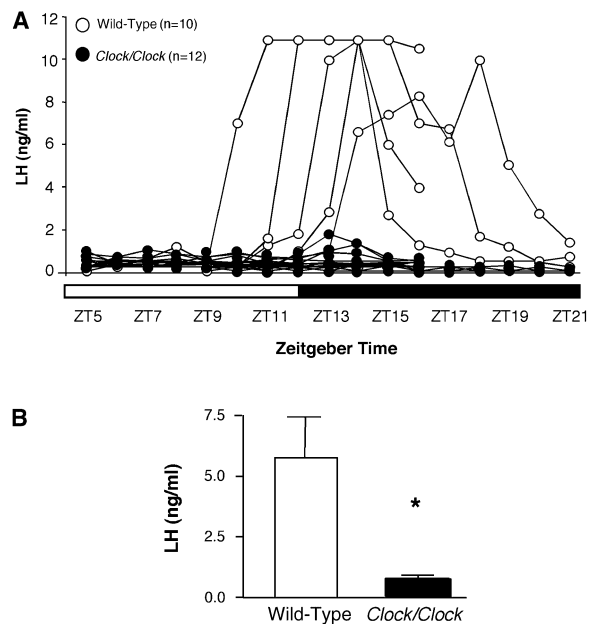 A
Wild-Type (n=10)
Clock/Clock (n=12)
LH (ng/ml)
12
10
8
6
4
2
0
ZT5 ZT7 ZT9 ZT11 ZT13 ZT15 ZT17 ZT19 ZT21
Zeitgeber Time
B
LH (ng/ml)
7.5
5.0
2.5
0.0
*
Wild-Type Clock/Clock